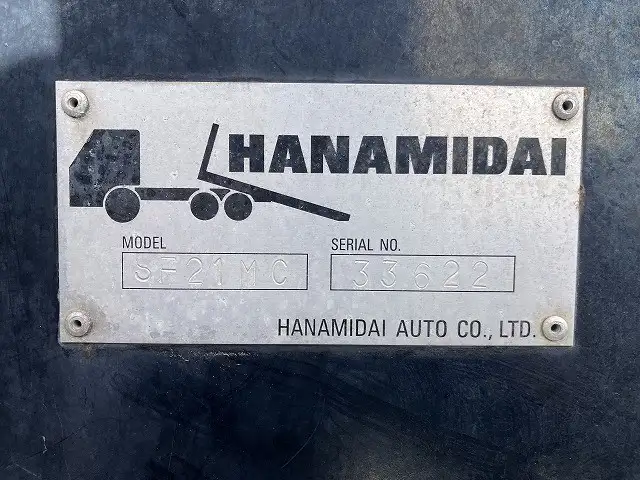 HANAMIDAI
MODEL SERIAL NO.
SF21MC 33622
HANAMIDAI AUTO CO., LTD.